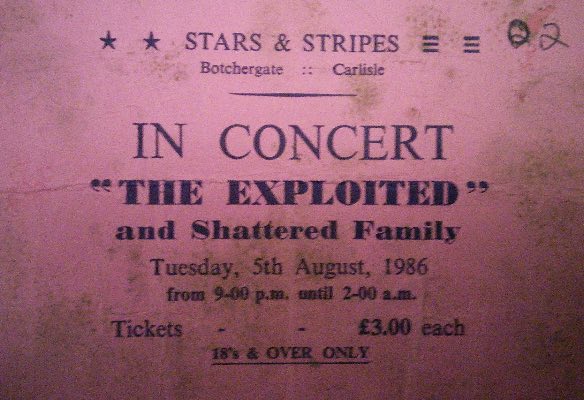 ★ ★ STARS & STRIPES ☰ ☰ 22
Botchergate :: Carlisle
IN CONCERT
“THE EXPLOITED”
and Shattered Family
Tuesday, 5th August, 1986
from 9-00 p.m. until 2-00 a.m.
Tickets - - £3.00 each
18's & OVER ONLY